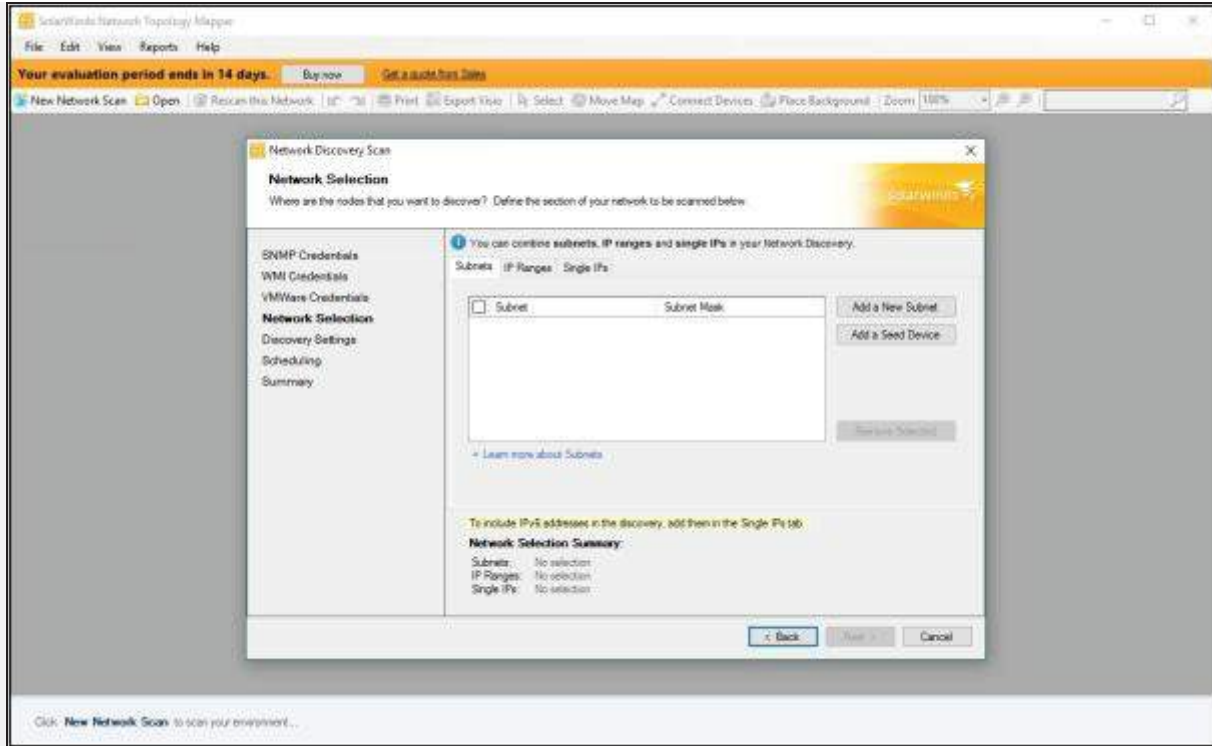 SolarWinds Network Topology Mapper
File Edit View Reports Help
Your evaluation period ends in 14 days. Buy now Get a quote from Sales
New Network Scan Open Rescan this Network Print Export Visio Select Move Map Connect Devices Place Background Zoom 100%
Network Discovery Scan
Network Selection
Where are the nodes that you want to discover? Define the section of your network to be scanned below
solarwinds
SNMP Credentials
WMI Credentials
VMWare Credentials
Network Selection
Discovery Settings
Scheduling
Summary
You can combine subnets, IP ranges and single IPs in your Network Discovery.
Subnets IP Ranges Single IPs
Subnet Subnet Mask
Add a New Subnet
Add a Seed Device
Remove Selected
» Learn more about Subnets
To include IPv6 addresses in the discovery, add them in the Single IPs tab
Network Selection Summary:
Subnets: No selection
IP Ranges: No selection
Single IPs: No selection
< Back Next > Cancel
Click New Network Scan to scan your environment...